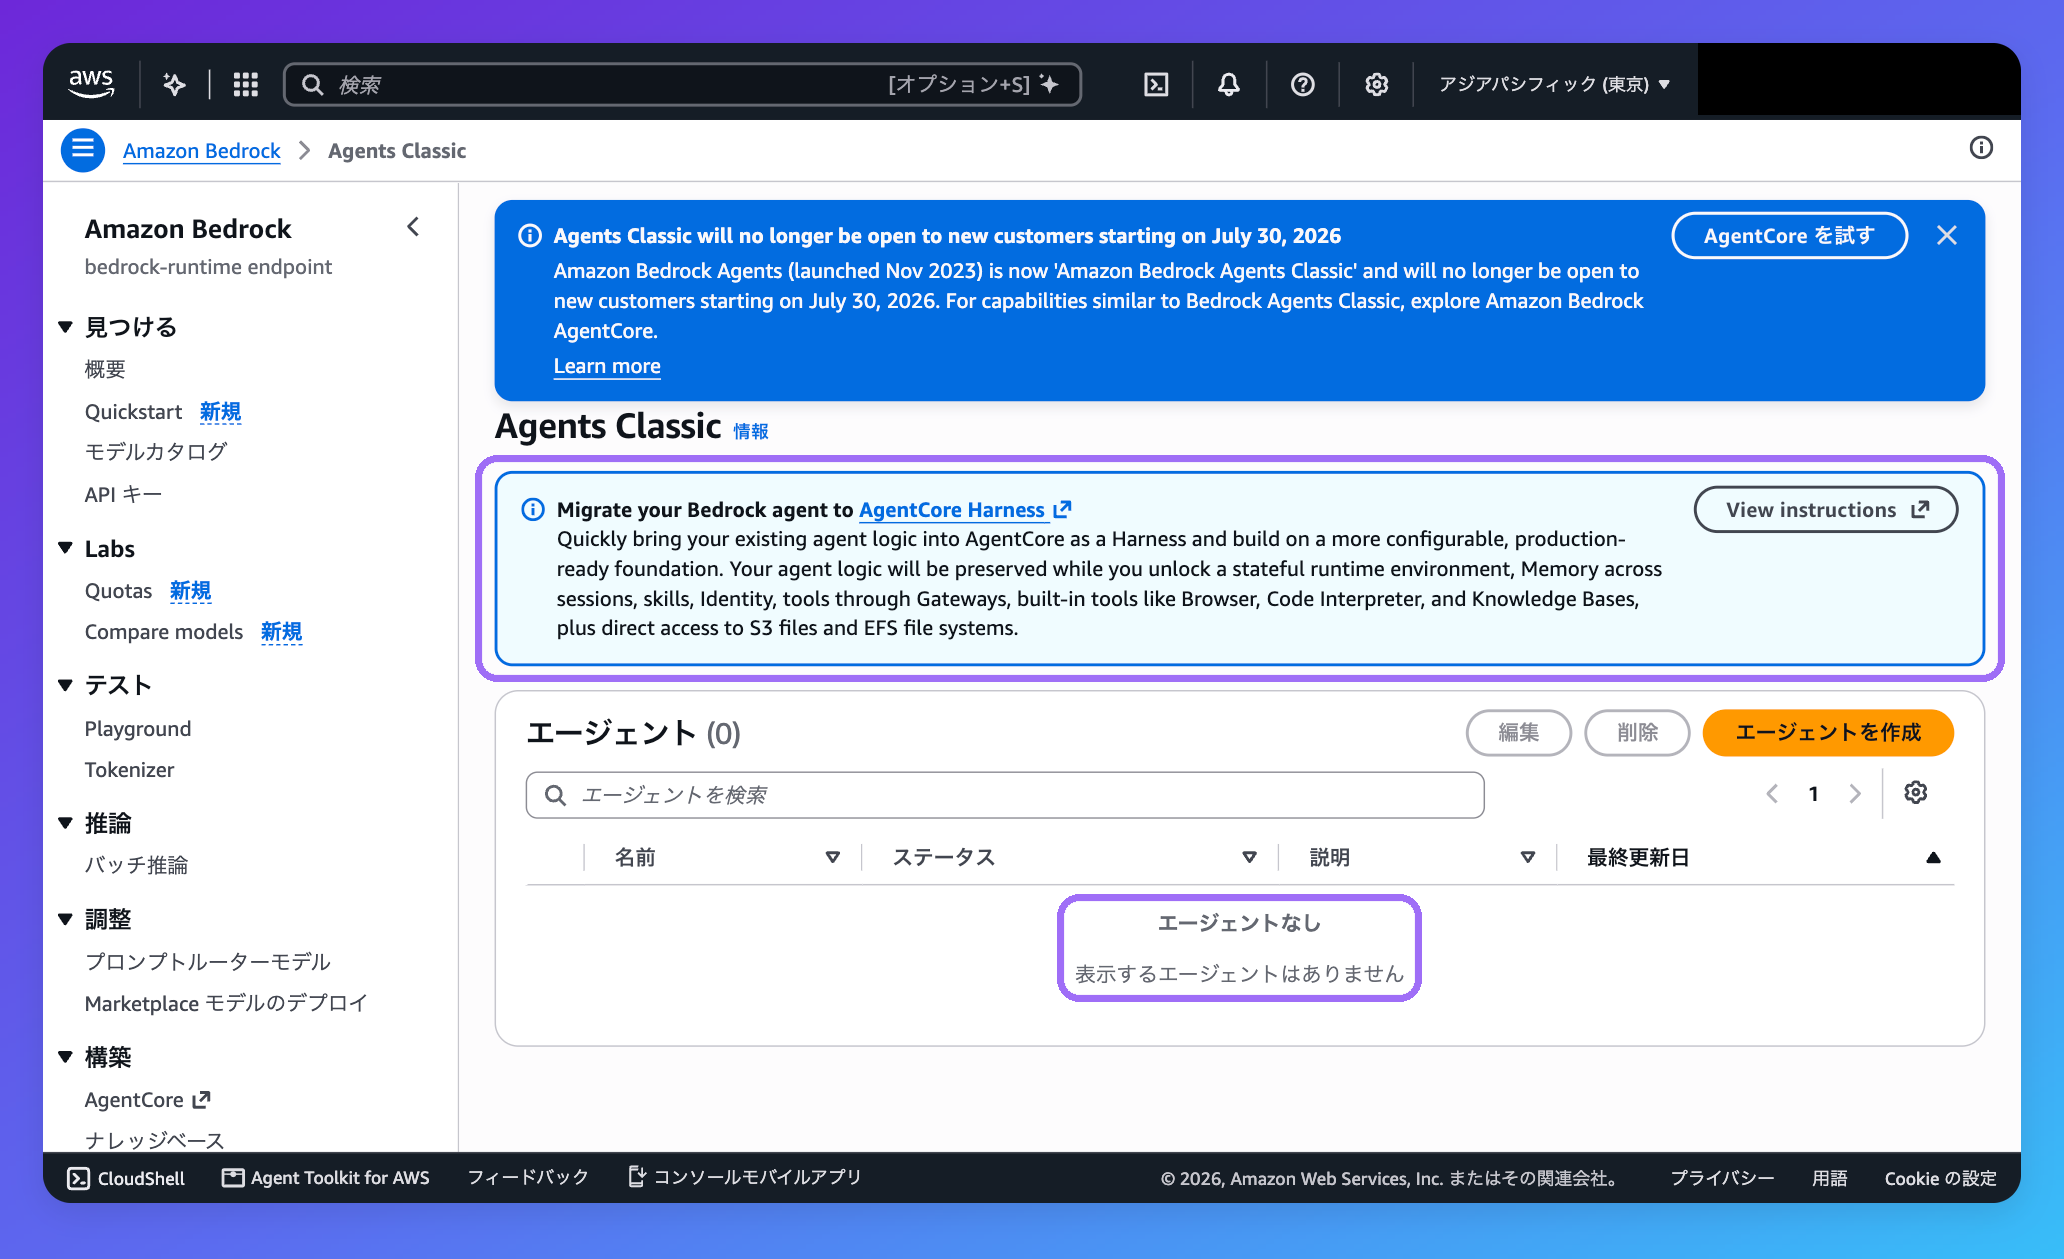 aws
検索
[オプション+S]
アジアパシフィック (東京) ▼
Amazon Bedrock
Agents Classic
Amazon Bedrock
bedrock-runtime endpoint
見つける
概要
Quickstart 新規
モデルカタログ
API キー
Labs
Quotas 新規
Compare models 新規
テスト
Playground
Tokenizer
推論
バッチ推論
調整
プロンプトルーターモデル
Marketplace モデルのデプロイ
構築
AgentCore
ナレッジベース
Agents Classic will no longer be open to new customers starting on July 30, 2026
AgentCore を試す
Amazon Bedrock Agents (launched Nov 2023) is now 'Amazon Bedrock Agents Classic' and will no longer be open to
new customers starting on July 30, 2026. For capabilities similar to Bedrock Agents Classic, explore Amazon Bedrock
AgentCore.
Learn more
Agents Classic 情報
Migrate your Bedrock agent to AgentCore Harness
View instructions
Quickly bring your existing agent logic into AgentCore as a Harness and build on a more configurable, production-
ready foundation. Your agent logic will be preserved while you unlock a stateful runtime environment, Memory across
sessions, skills, Identity, tools through Gateways, built-in tools like Browser, Code Interpreter, and Knowledge Bases,
plus direct access to S3 files and EFS file systems.
エージェント (0)
編集
削除
エージェントを作成
エージェントを検索
1
名前
ステータス
説明
最終更新日
エージェントなし
表示するエージェントはありません
CloudShell
Agent Toolkit for AWS
フィードバック
コンソールモバイルアプリ
© 2026, Amazon Web Services, Inc. またはその関連会社。
プライバシー
用語
Cookie の設定